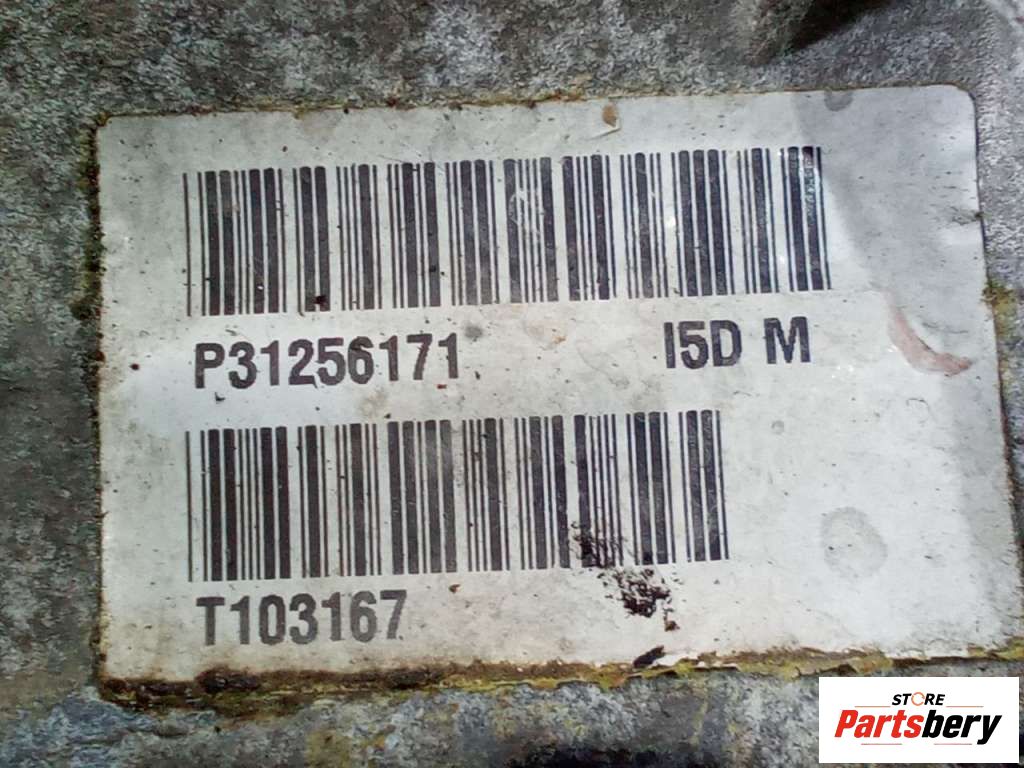 P31256171 I5D M
T103167
STORE
Partsbery